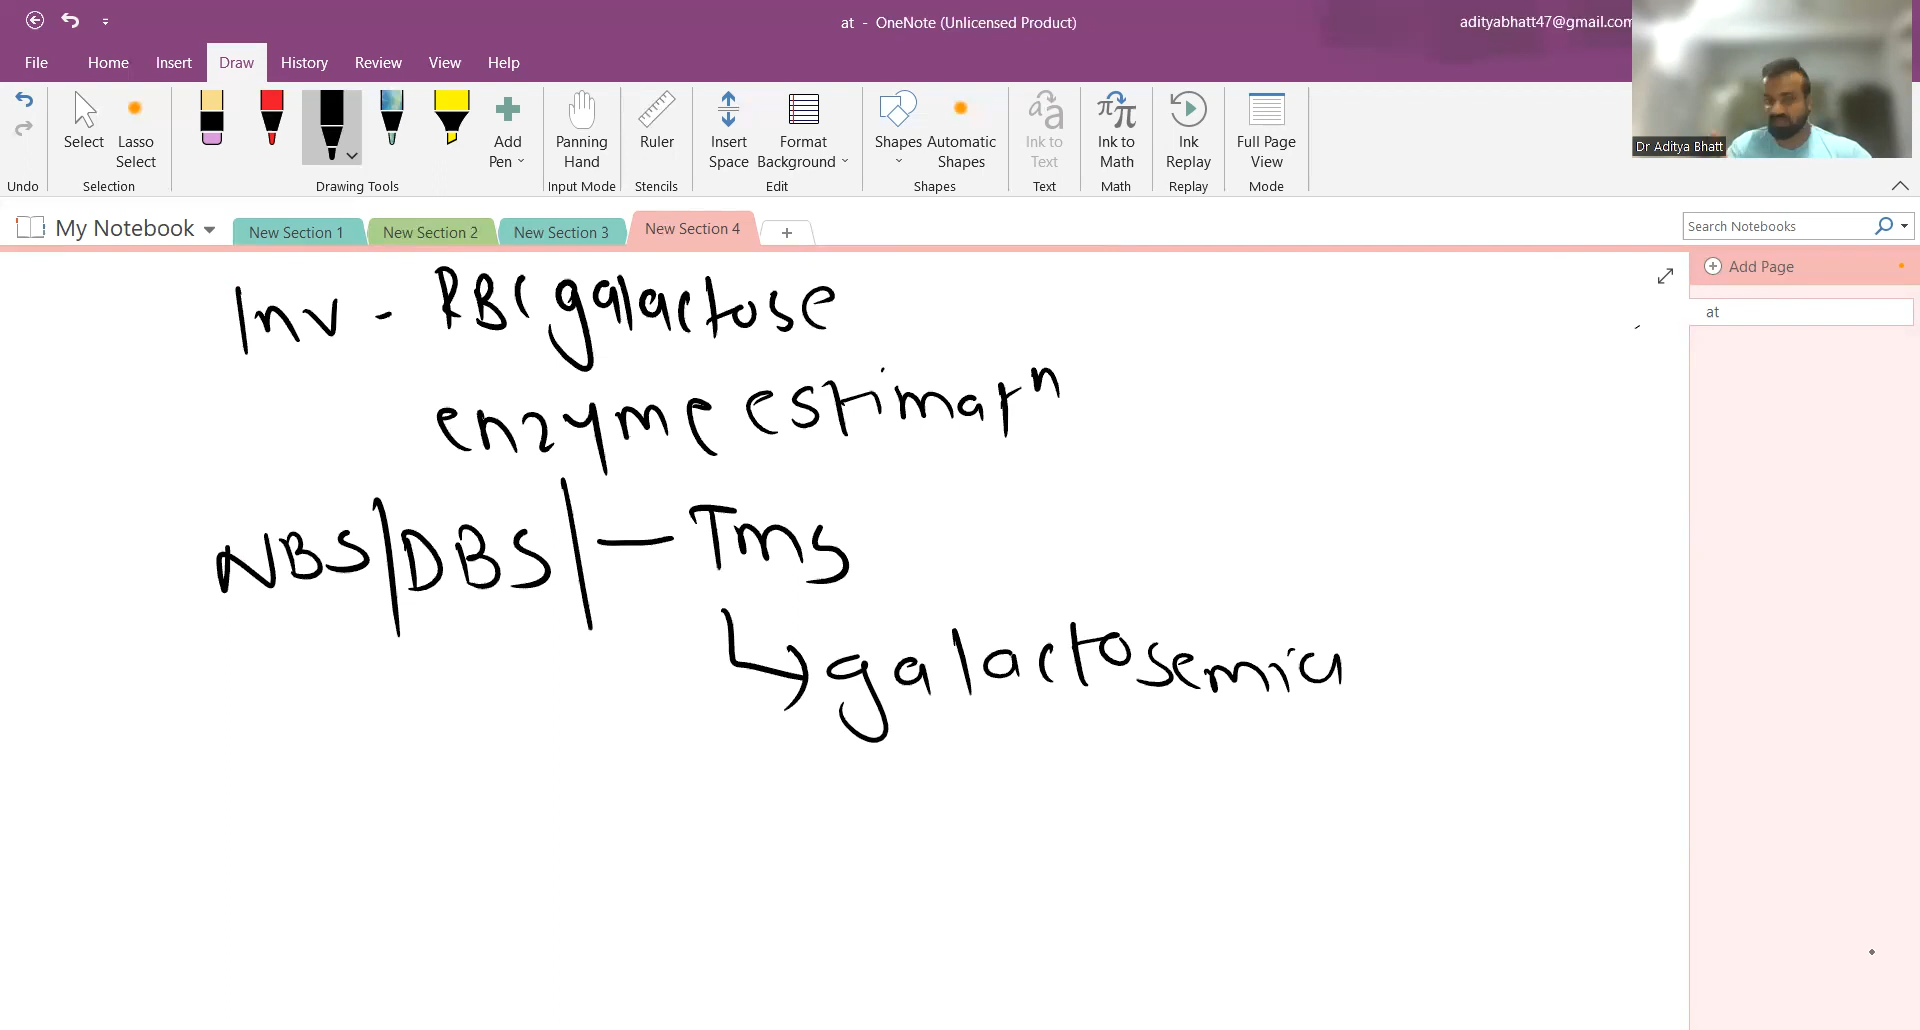 at - OneNote (Unlicensed Product)
adityabhatt47@gmail.com
File Home Insert Draw History Review View Help
Select
Lasso Select
Add Pen
Panning Hand
Ruler
Insert Space
Format Background
Shapes
Automatic Shapes
Ink to Text
Ink to Math
Ink Replay
Full Page View
Undo Selection Drawing Tools Input Mode Stencils Edit Shapes Text Math Replay Mode
Dr Aditya Bhatt
My Notebook New Section 1 New Section 2 New Section 3 New Section 4
Search Notebooks
Add Page
at
Inv - RBC galactose
enzyme estimatn
NBS/DBS/ — Tms
galactosemia